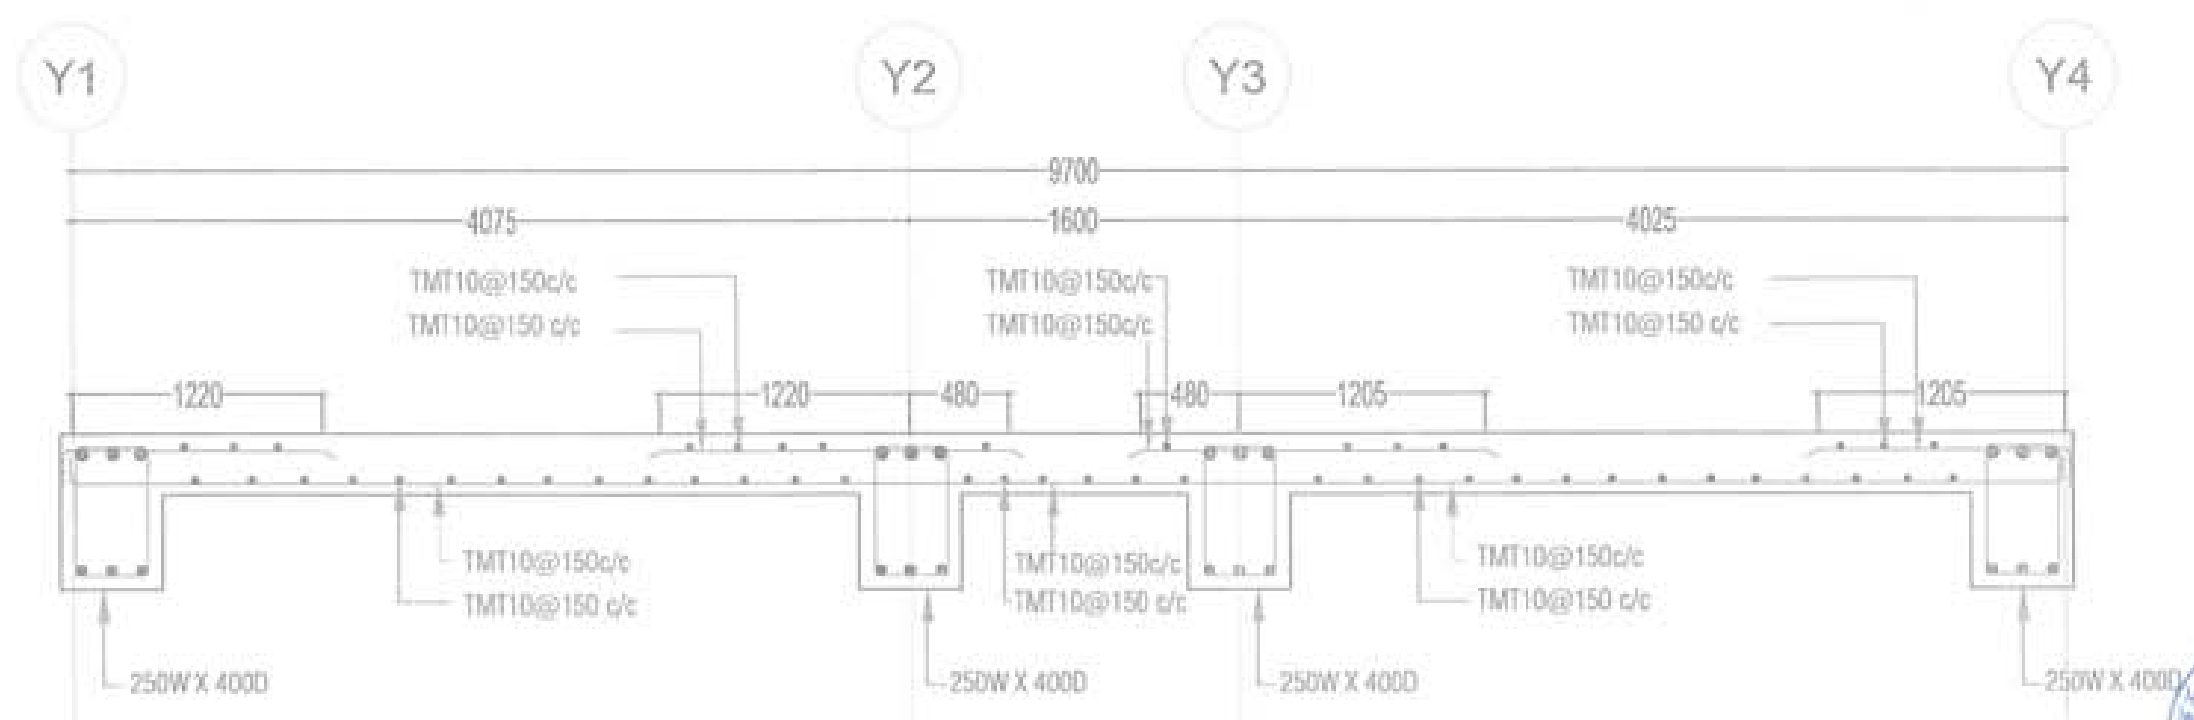 Y1 Y2 Y3 Y4
9700
4075 1600 4025
TMT10@150c/c TMT10@150c/c TMT10@150c/c
TMT10@150 c/c TMT10@150c/c TMT10@150 c/c
1220 1220 480 480 1205 1205
TMT10@150c/c TMT10@150c/c TMT10@150c/c
TMT10@150 c/c TMT10@150 c/c TMT10@150 c/c
250W X 400D 250W X 400D 250W X 400D 250W X 400D